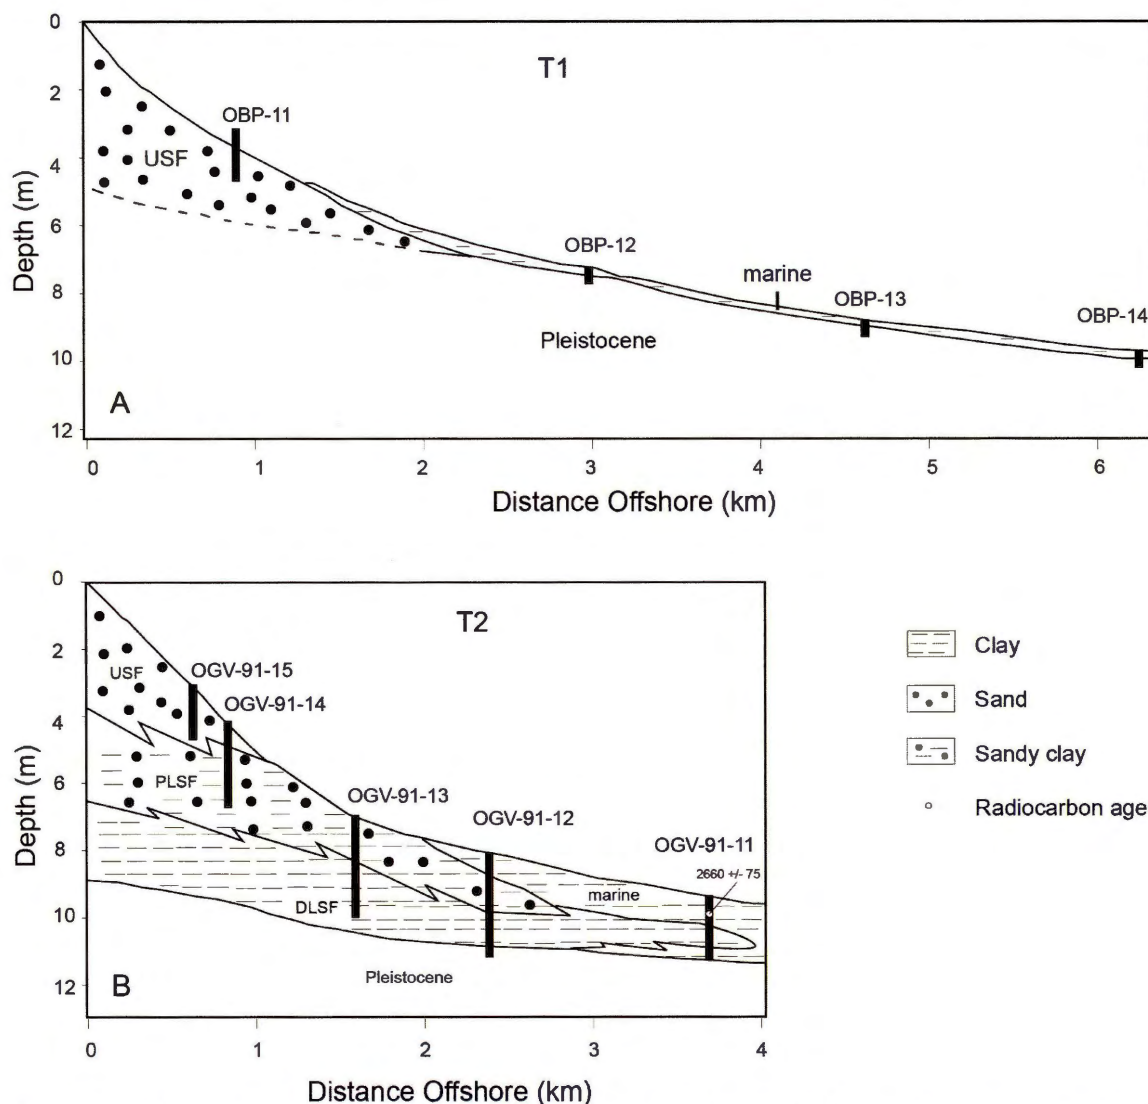 T1
0
2
4
6
8
10
12
Depth (m)
OBP-11
USF
OBP-12
marine
OBP-13
OBP-14
Pleistocene
A
0 1 2 3 4 5 6
Distance Offshore (km)
T2
0
2
4
6
8
10
12
Depth (m)
USF
OGV-91-15
OGV-91-14
PLSF
OGV-91-13
OGV-91-12
OGV-91-11
2660 +/- 75
marine
DLSF
Pleistocene
B
0 1 2 3 4
Distance Offshore (km)
Clay
Sand
Sandy clay
Radiocarbon age